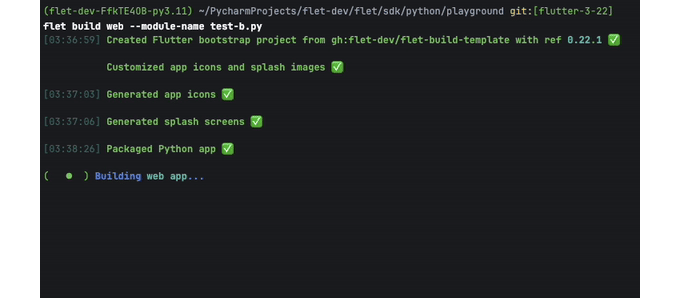 (flet-dev-FfkTE4OB-py3.11) ~/PycharmProjects/flet-dev/flet/sdk/python/playground git:[flutter-3-22]
flet build web --module-name test-b.py
[03:36:59] Created Flutter bootstrap project from gh:flet-dev/flet-build-template with ref 0.22.1 ✅
Customized app icons and splash images ✅
[03:37:03] Generated app icons ✅
[03:37:06] Generated splash screens ✅
[03:38:26] Packaged Python app ✅
(   ●  ) Building web app...